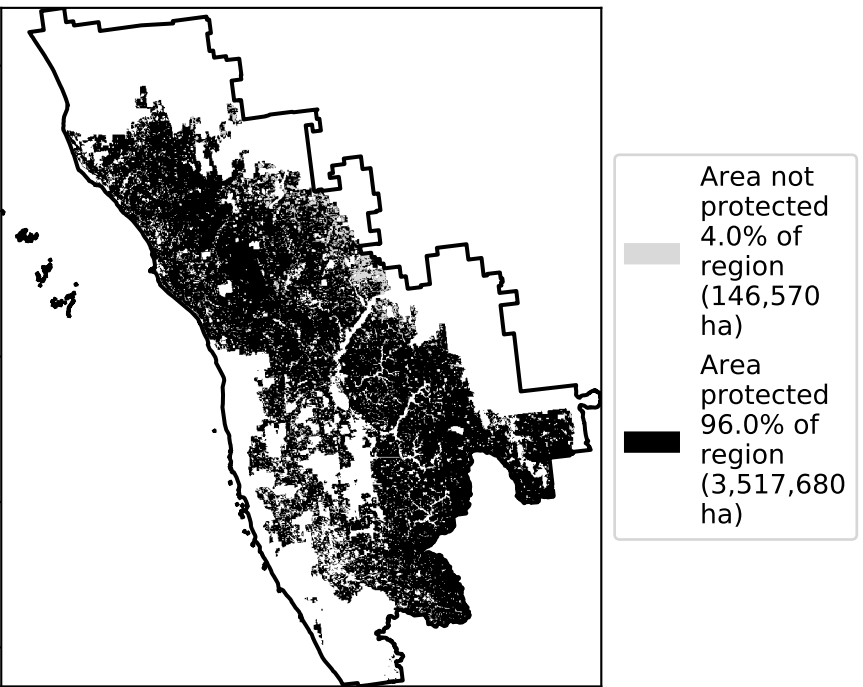 Area not
protected
4.0% of
region
(146,570
ha)
Area
protected
96.0% of
region
(3,517,680
ha)